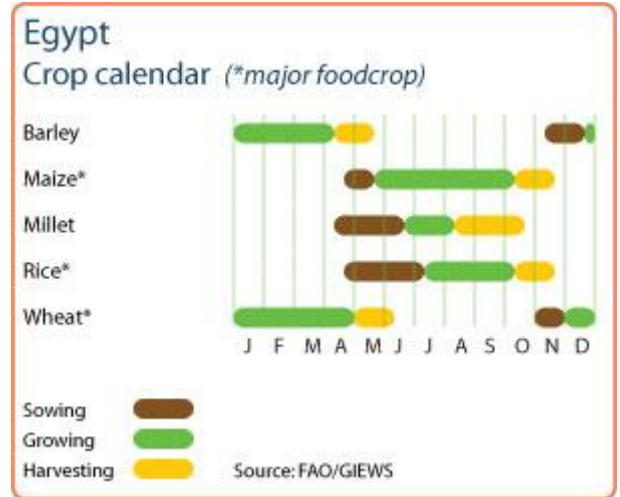 Egypt
Crop calendar (*major foodcrop)
Barley
Maize*
Millet
Rice*
Wheat*
J F M A M J J A S O N D
Sowing
Growing
Harvesting
Source: FAO/GIEWS